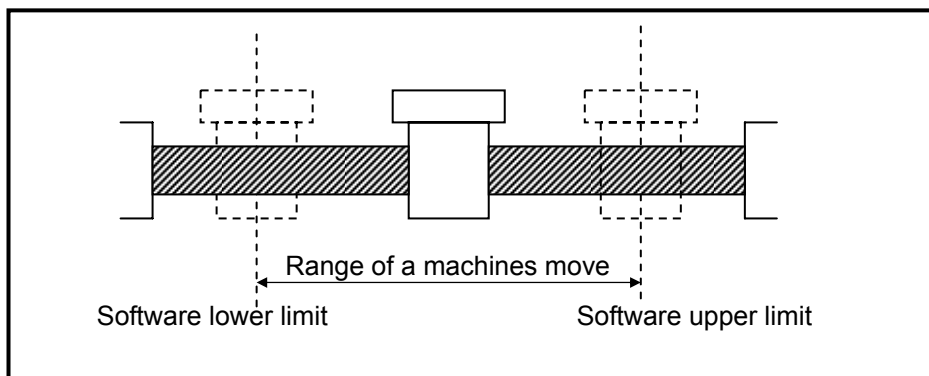 Range of a machines move
Software lower limit
Software upper limit